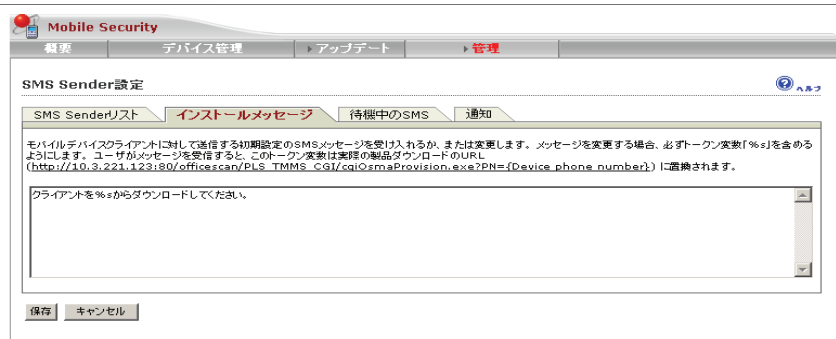 Mobile Security
概要 デバイス管理 アップデート 管理
SMS Sender設定 ヘルプ
SMS Senderリスト インストールメッセージ 待機中のSMS 通知
モバイルデバイスクライアントに対して送信する初期設定のSMSメッセージを受け入れるか、または変更します。メッセージを変更する場合、必ずトークン変数「%s」を含める
ようにします。ユーザがメッセージを受信すると、このトークン変数は実際の製品ダウンロードのURL
(http://10.3.221.123:80/officescan/PLS_TMMS_CGI/cgiOsmaProvision.exe?PN={Device phone number}) に置換されます。
クライアントを%sからダウンロードしてください。
保存 キャンセル